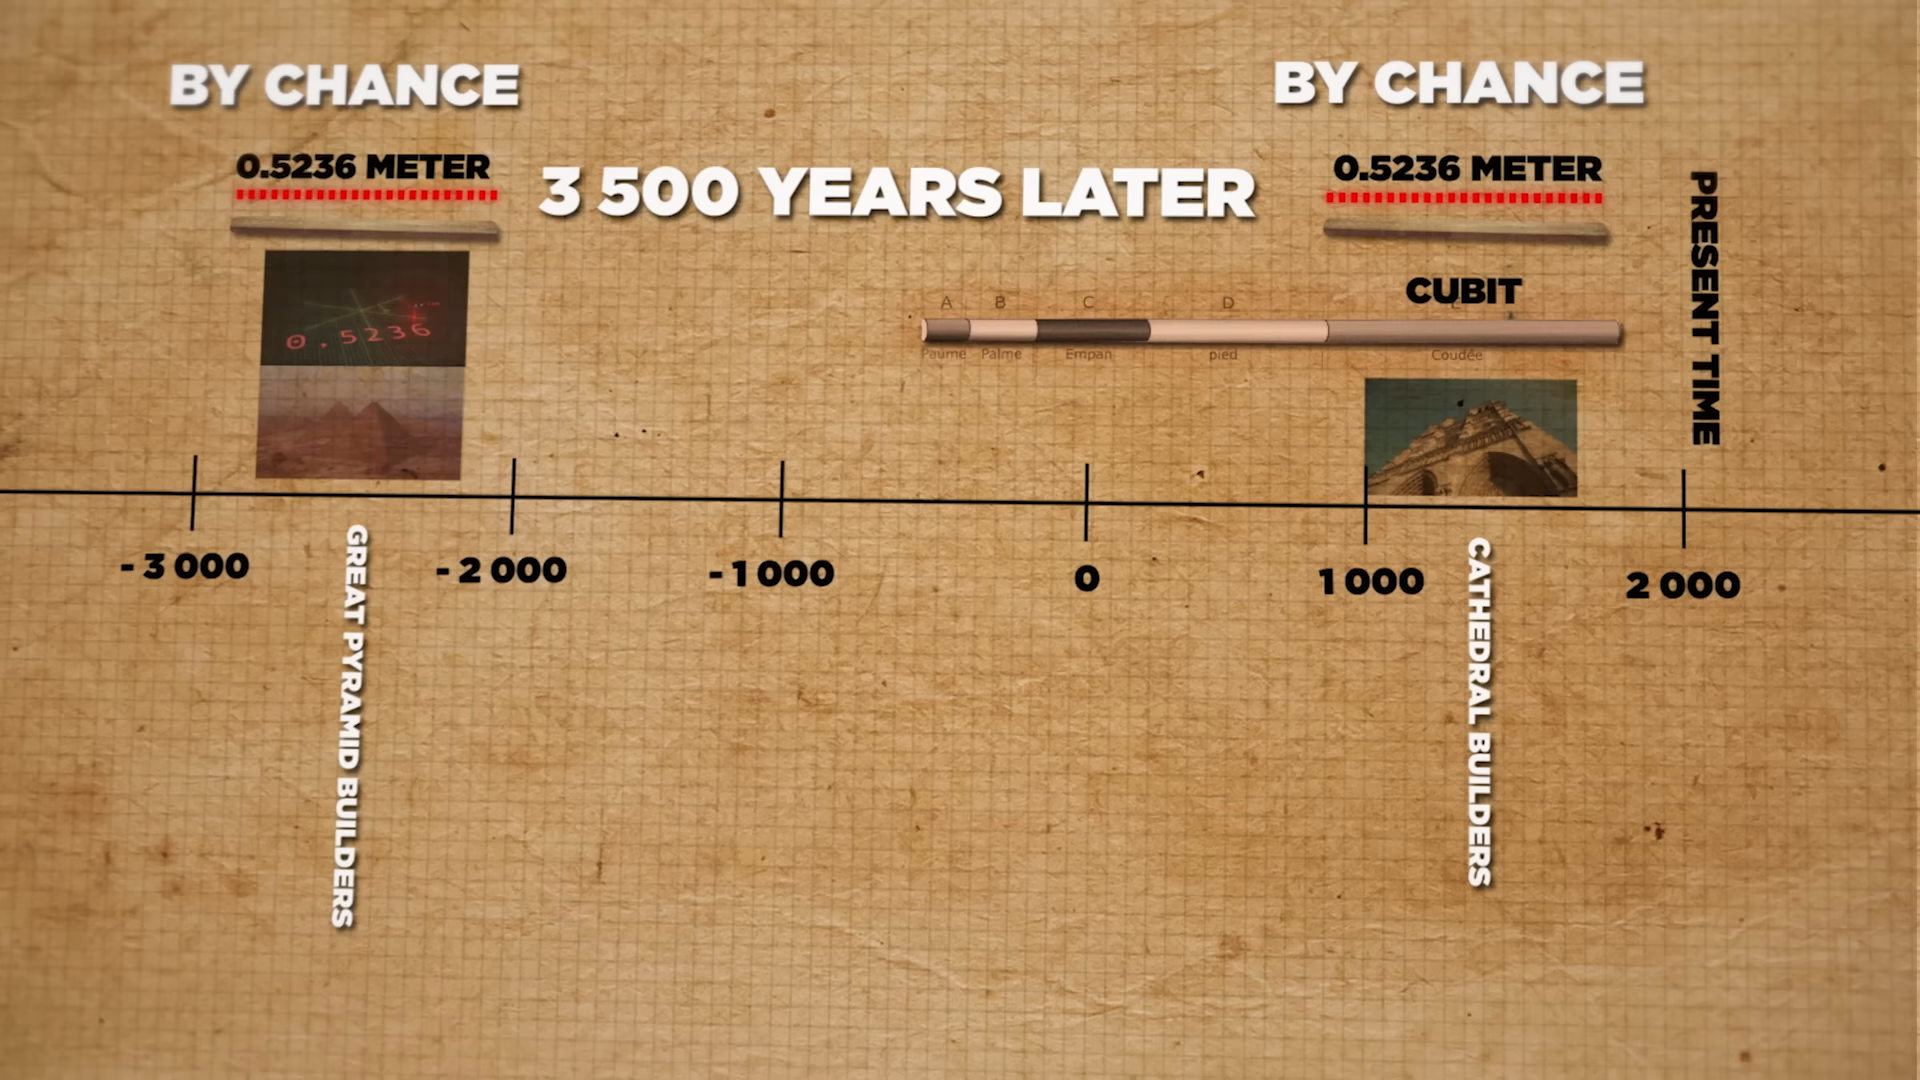 BY CHANCE
BY CHANCE
0.5236 METER
3 500 YEARS LATER
0.5236 METER
PRESENT TIME
CUBIT
A B C D
0.5236
Paume Palme Empan pied Coudée
- 3 000
- 2 000
- 1 000
0
1 000
2 000
GREAT PYRAMID BUILDERS
CATHEDRAL BUILDERS